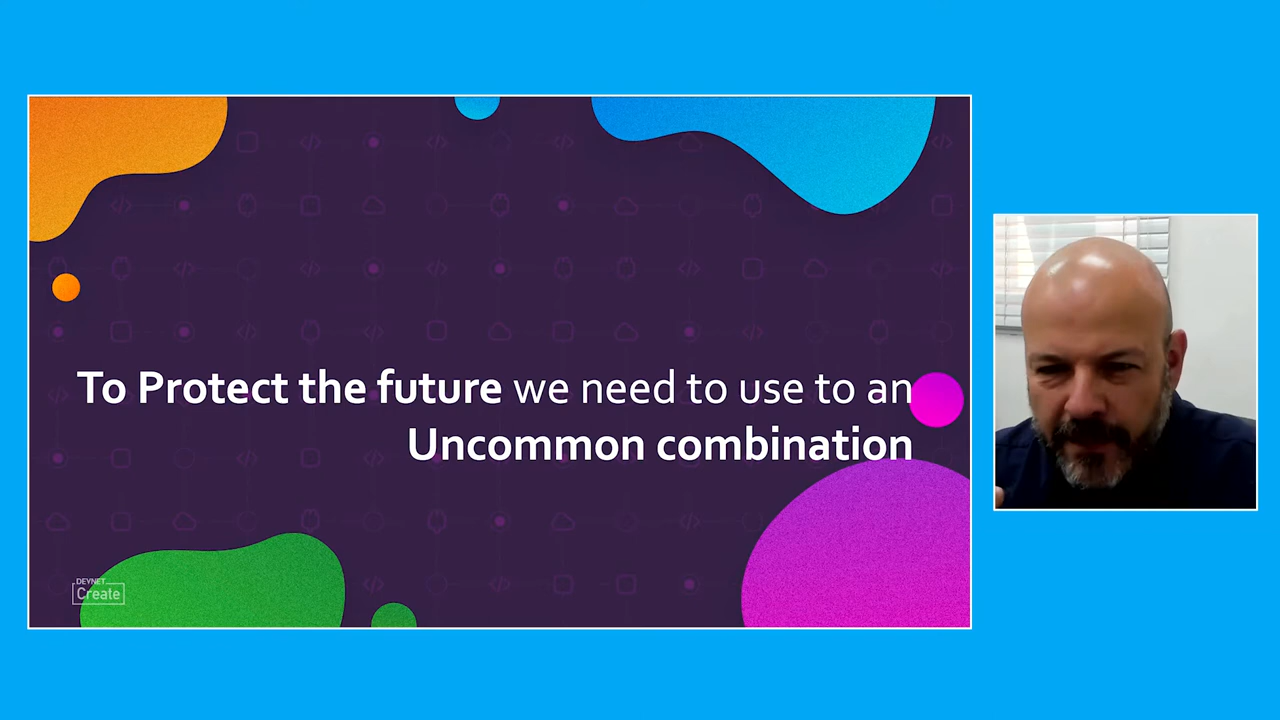 To Protect the future we need to use to an
Uncommon combination
DEVNET
Create